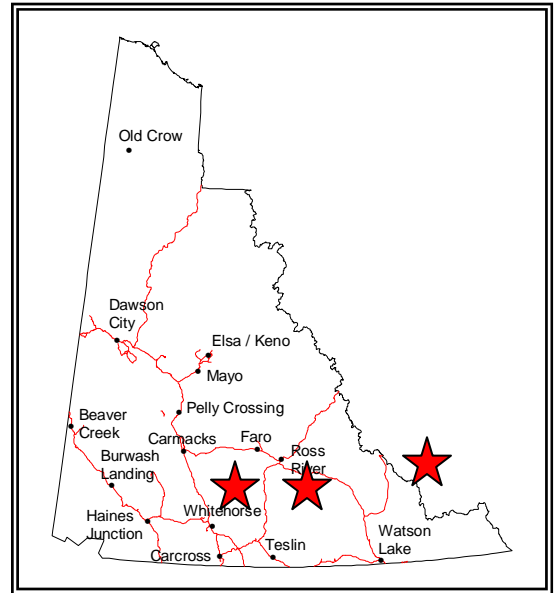 Old Crow
Dawson
City
Elsa / Keno
Mayo
Pelly Crossing
Beaver
Creek
Carmacks
Faro
Ross
River
Burwash
Landing
Whitehorse
Haines
Junction
Watson
Lake
Teslin
Carcross